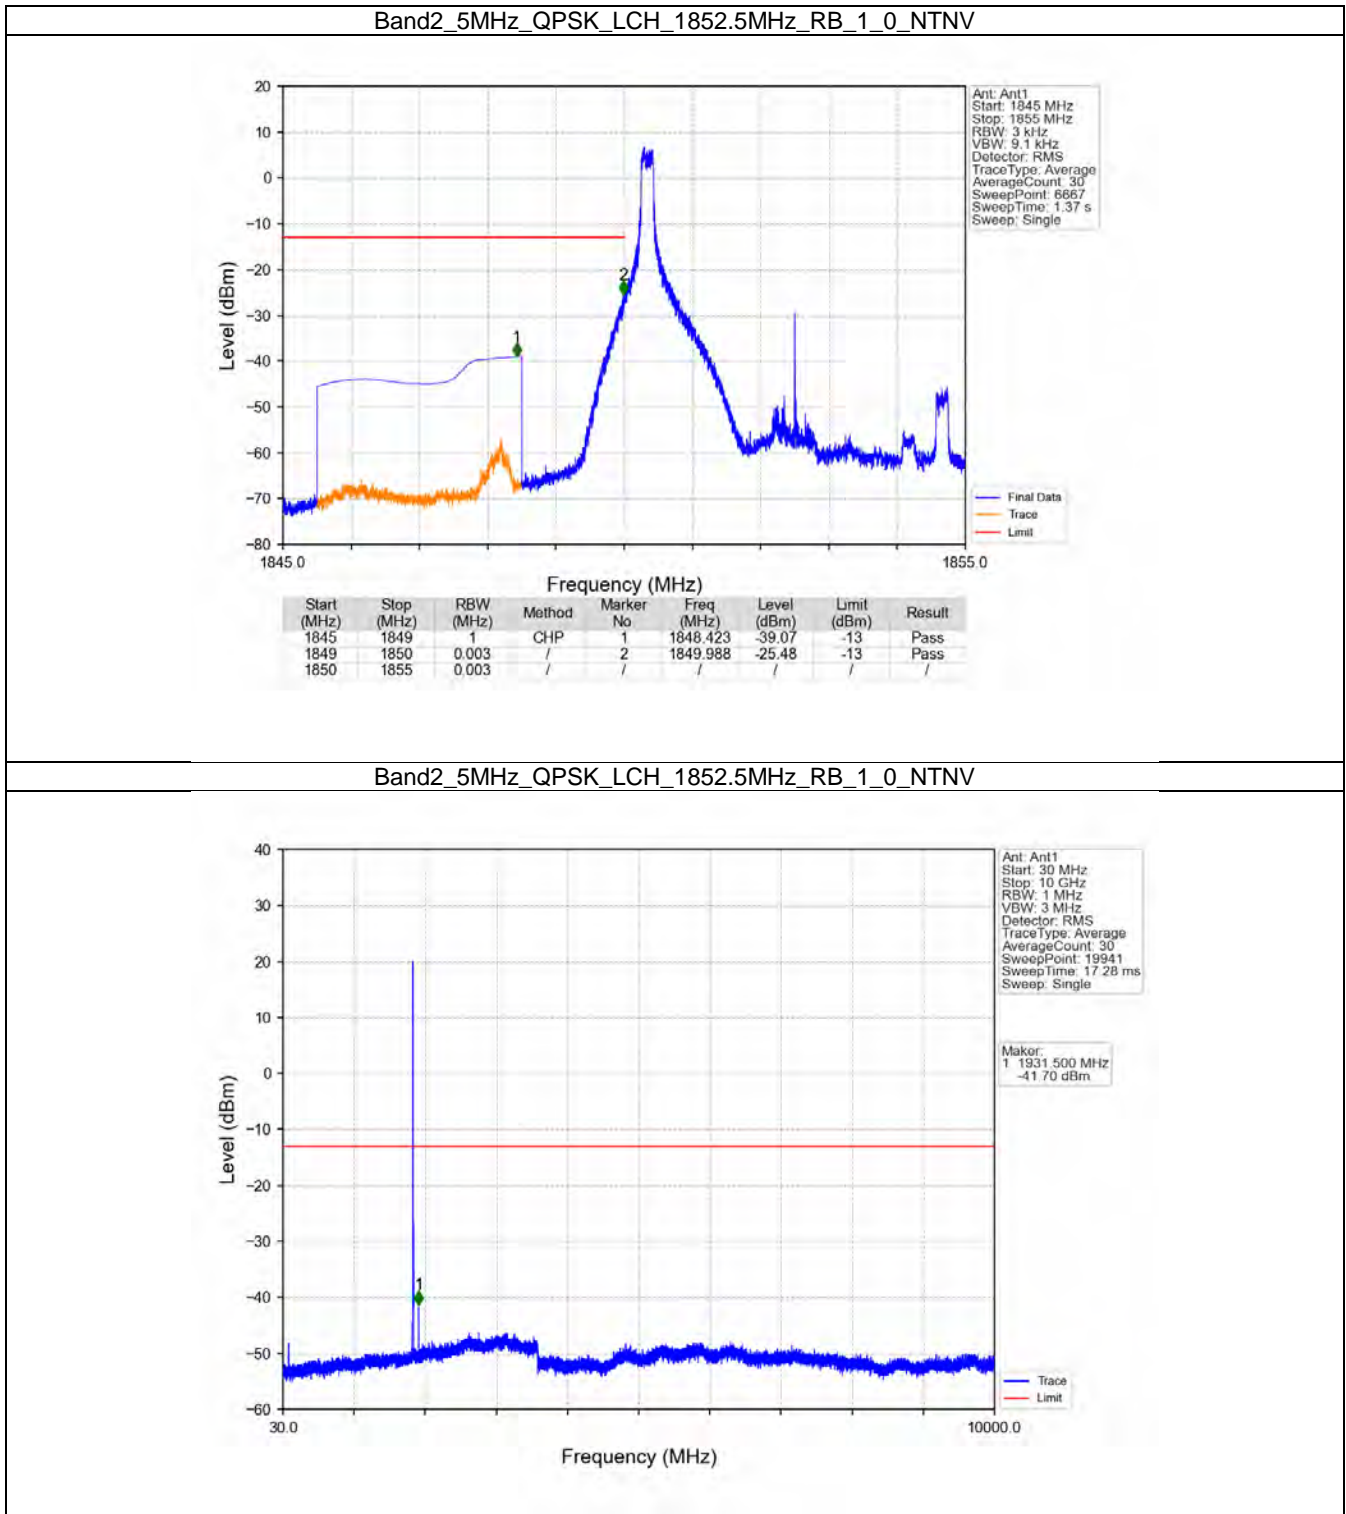 Band2_5MHz_QPSK_LCH_1852.5MHz_RB_1_0_NTNV
Ant: Ant1
Start: 1845 MHz
Stop: 1855 MHz
RBW: 3 kHz
VBW: 9.1 kHz
Detector: RMS
TraceType: Average
AverageCount: 30
SweepPoint: 6667
SweepTime: 1.37 s
Sweep: Single
20
10
0
−10
−20
−30
−40
−50
−60
−70
−80
Level (dBm)
1
2
Final Data
Trace
Limit
1845.0 1855.0
Frequency (MHz)
Start (MHz) Stop (MHz) RBW (MHz) Method Marker No Freq (MHz) Level (dBm) Limit (dBm) Result
1845 1849 1 CHP 1 1848.423 -39.07 -13 Pass
1849 1850 0.003 / 2 1849.988 -25.48 -13 Pass
1850 1855 0.003 / / / / / /
Band2_5MHz_QPSK_LCH_1852.5MHz_RB_1_0_NTNV
Ant: Ant1
Start: 30 MHz
Stop: 10 GHz
RBW: 1 MHz
VBW: 3 MHz
Detector: RMS
TraceType: Average
AverageCount: 30
SweepPoint: 19941
SweepTime: 17.28 ms
Sweep: Single
Maker:
1 1931.500 MHz
-41.70 dBm
40
30
20
10
0
−10
−20
−30
−40
−50
−60
Level (dBm)
1
Trace
Limit
30.0 10000.0
Frequency (MHz)